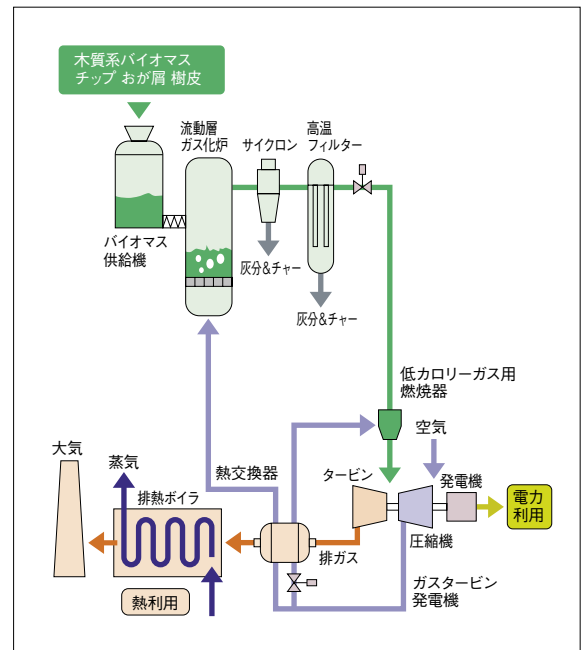 木質系バイオマス
チップ おが屑 樹皮
流動層
ガス化炉
サイクロン
高温
フィルター
バイオマス
供給機
灰分&チャー
灰分&チャー
低カロリーガス用
燃焼器
空気
大気
蒸気
熱交換器
タービン
発電機
電力
利用
排熱ボイラ
排ガス
圧縮機
熱利用
ガスタービン
発電機